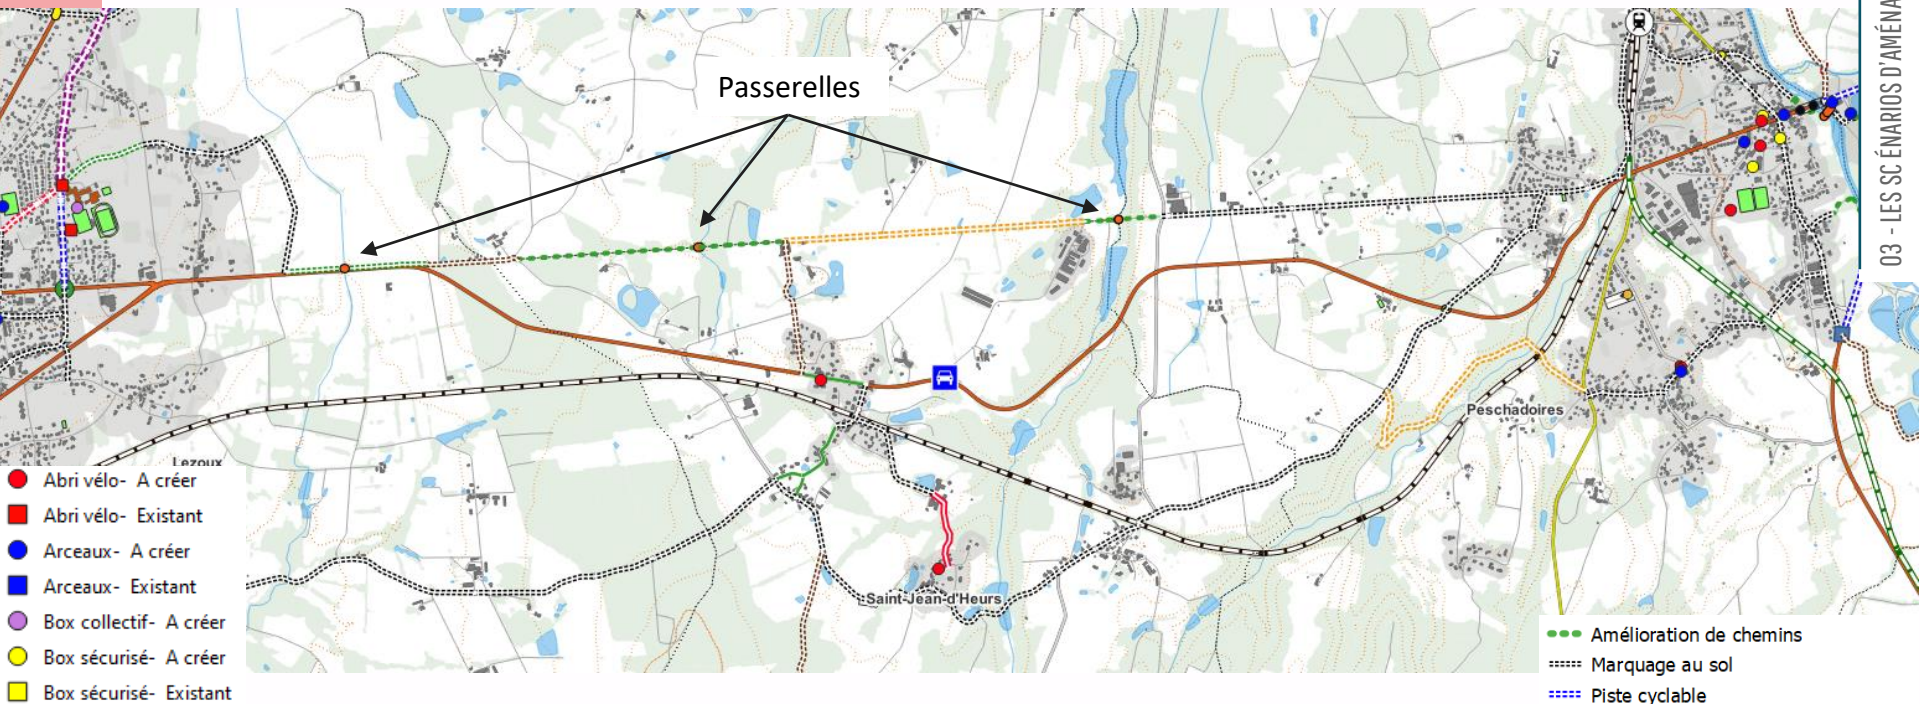 Passerelles
03 - LES SCÉNARIOS D'AMÉNA
Peschadoires
Lezoux
Saint-Jean-d'Heurs
Abri vélo- A créer
Abri vélo- Existant
Arceaux- A créer
Arceaux- Existant
Box collectif- A créer
Box sécurisé- A créer
Box sécurisé- Existant
Amélioration de chemins
Marquage au sol
Piste cyclable